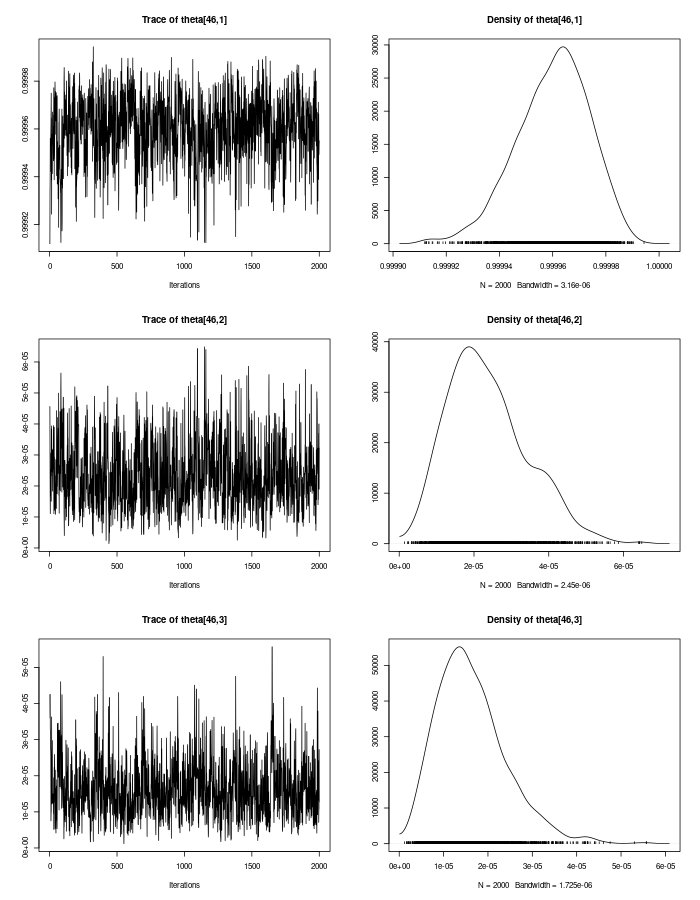 Trace of theta[46,1]
0.99992 0.99994 0.99996 0.99998
0 500 1000 1500 2000
Iterations
Density of theta[46,1]
0 5000 10000 15000 20000 25000 30000
0.99990 0.99992 0.99994 0.99996 0.99998 1.00000
N = 2000 Bandwidth = 3.16e-06
Trace of theta[46,2]
0e+00 1e-05 2e-05 3e-05 4e-05 5e-05 6e-05
0 500 1000 1500 2000
Iterations
Density of theta[46,2]
0 10000 20000 30000 40000
0e+00 2e-05 4e-05 6e-05
N = 2000 Bandwidth = 2.45e-06
Trace of theta[46,3]
0e+00 1e-05 2e-05 3e-05 4e-05 5e-05
0 500 1000 1500 2000
Iterations
Density of theta[46,3]
0 10000 20000 30000 40000 50000
0e+00 1e-05 2e-05 3e-05 4e-05 5e-05 6e-05
N = 2000 Bandwidth = 1.725e-06